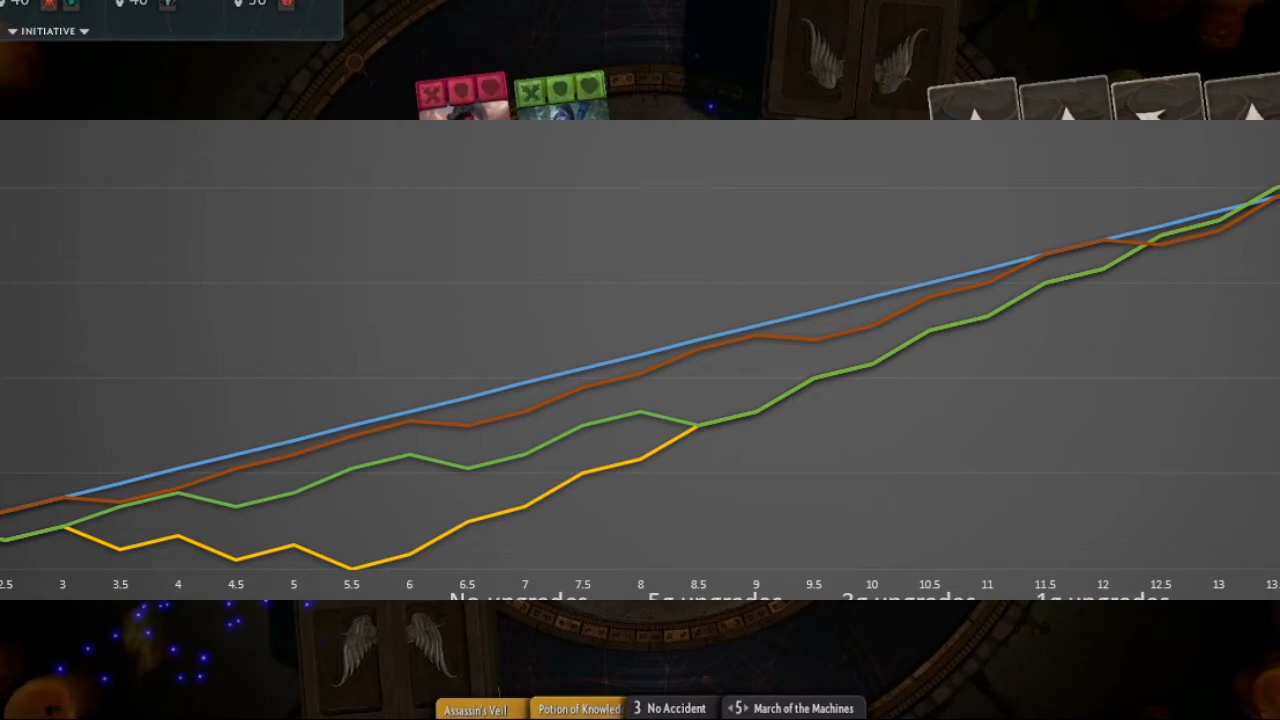 INITIATIVE
2.5 3 3.5 4 4.5 5 5.5 6 6.5 7 7.5 8 8.5 9 9.5 10 10.5 11 11.5 12 12.5 13 13
No upgrades 5g upgrades 3g upgrades 1g upgrades
Assassin's Veil Potion of Knowled 3 No Accident 5 March of the Machines